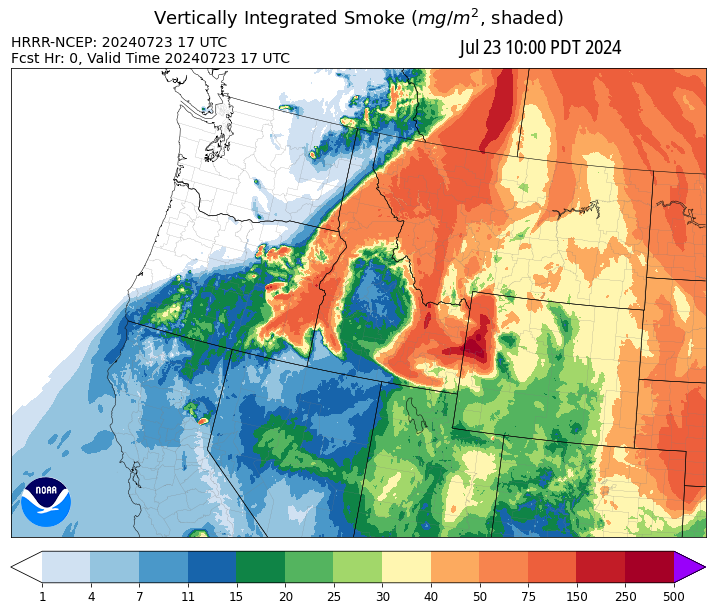 Vertically Integrated Smoke (mg/m², shaded)
HRRR-NCEP: 20240723 17 UTC
Jul 23 10:00 PDT 2024
Fcst Hr: 0, Valid Time 20240723 17 UTC
NOAA
1 4 7 11 15 20 25 30 40 50 75 150 250 500